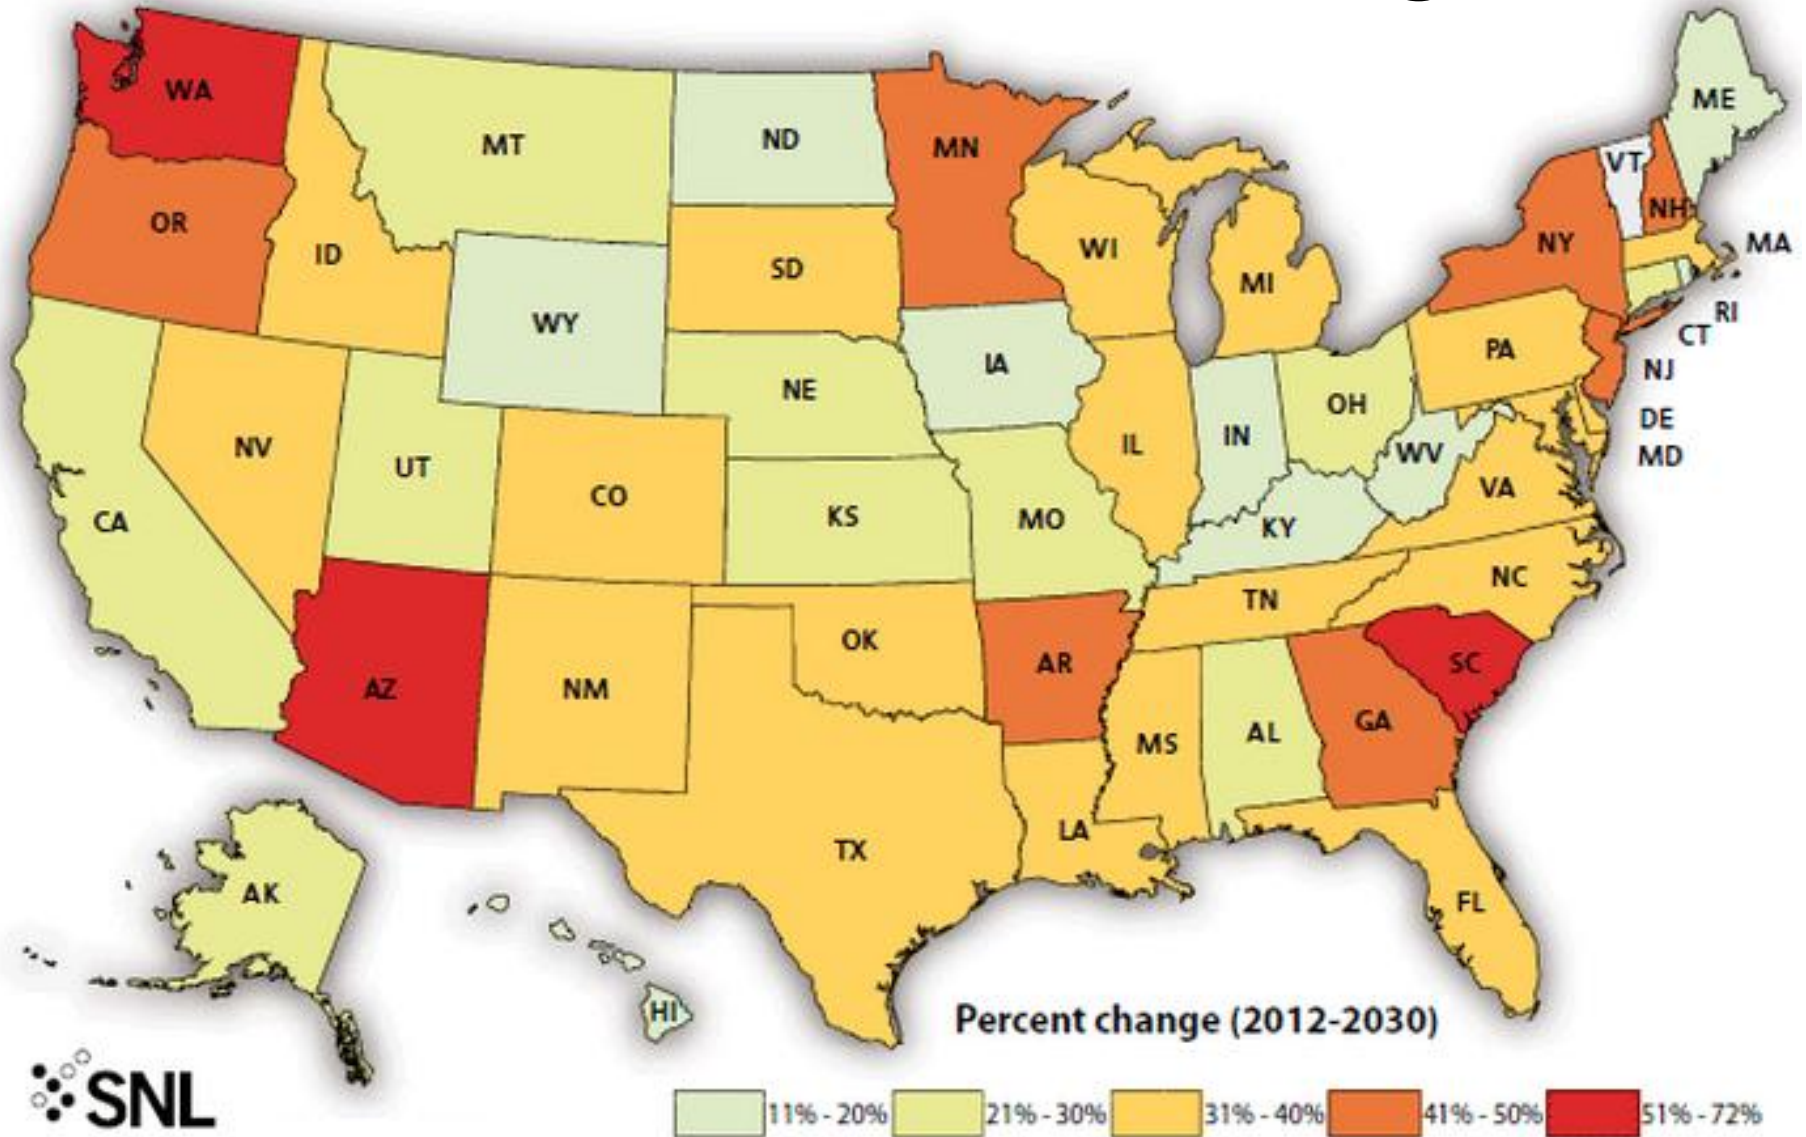 WA
MT
ND
MN
ME
VT
NH
OR
ID
SD
WI
MI
NY
MA
WY
IA
PA
RI
CT
NJ
NE
OH
DE
NV
UT
CO
IL
IN
WV
MD
CA
KS
MO
KY
VA
TN
NC
AZ
NM
OK
AR
SC
MS
AL
GA
TX
LA
AK
FL
HI
Percent change (2012-2030)
SNL
11% - 20% 21% - 30% 31% - 40% 41% - 50% 51% - 72%